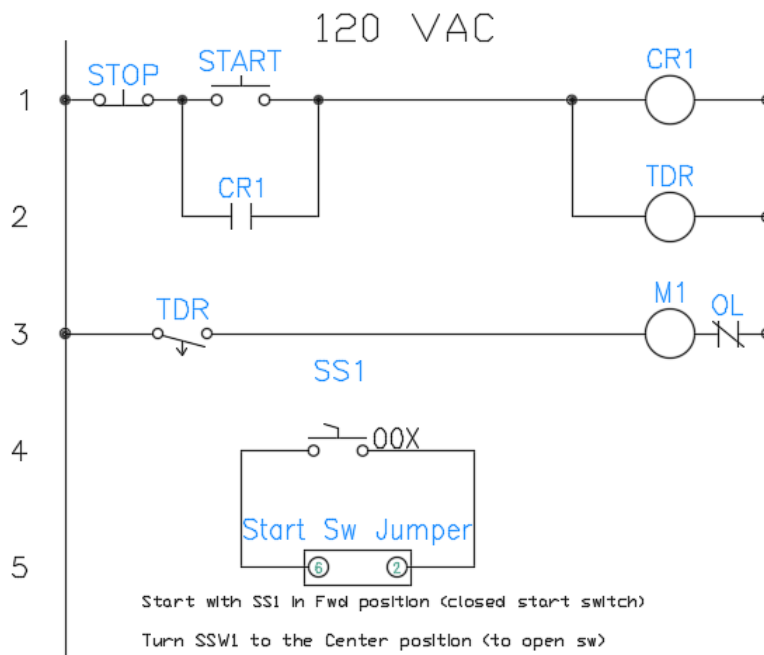 120 VAC
STOP START CR1
1
CR1 TDR
2
TDR M1 OL
3
SS1
4 00X
Start Sw Jumper
5 6 2
Start with SS1 in Fwd position (closed start switch)
Turn SSW1 to the Center position (to open sw)